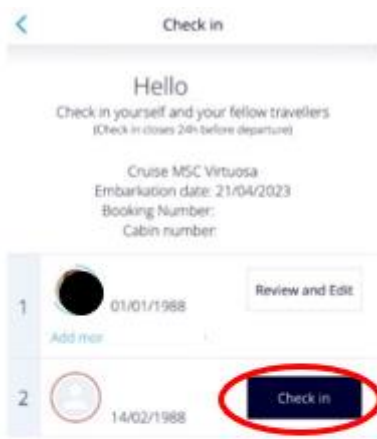 Check in
Hello
Check in yourself and your fellow travellers
(Check in closes 24h before departure)
Cruise MSC Virtuosa
Embarkation date: 21/04/2023
Booking Number:
Cabin number
1
01/01/1988
Review and Edit
Add mor
2
14/02/1988
Check in